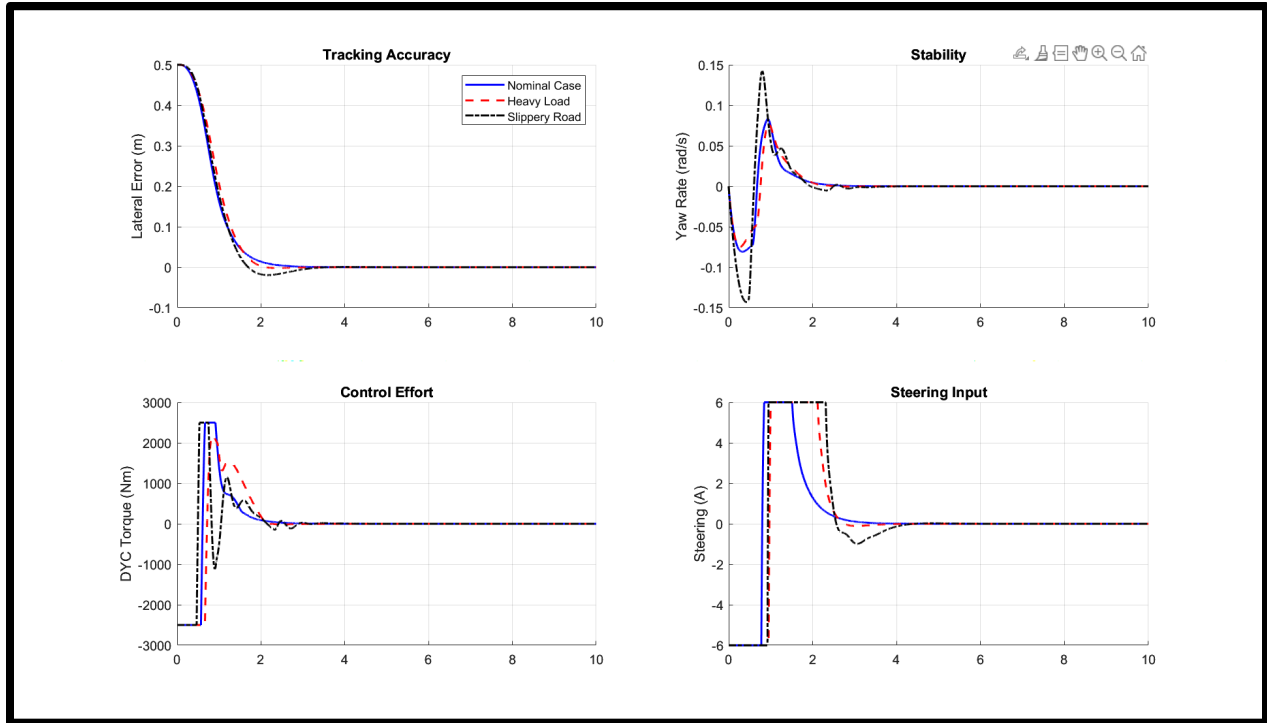 Tracking Accuracy
Lateral Error (m)
0.5
0.4
0.3
0.2
0.1
0
-0.1
0 2 4 6 8 10
Nominal Case
Heavy Load
Slippery Road
Stability
Yaw Rate (rad/s)
0.15
0.1
0.05
0
-0.05
-0.1
-0.15
0 2 4 6 8 10
Control Effort
DYC Torque (Nm)
3000
2000
1000
0
-1000
-2000
-3000
0 2 4 6 8 10
Steering Input
Steering (A)
6
4
2
0
-2
-4
-6
0 2 4 6 8 10